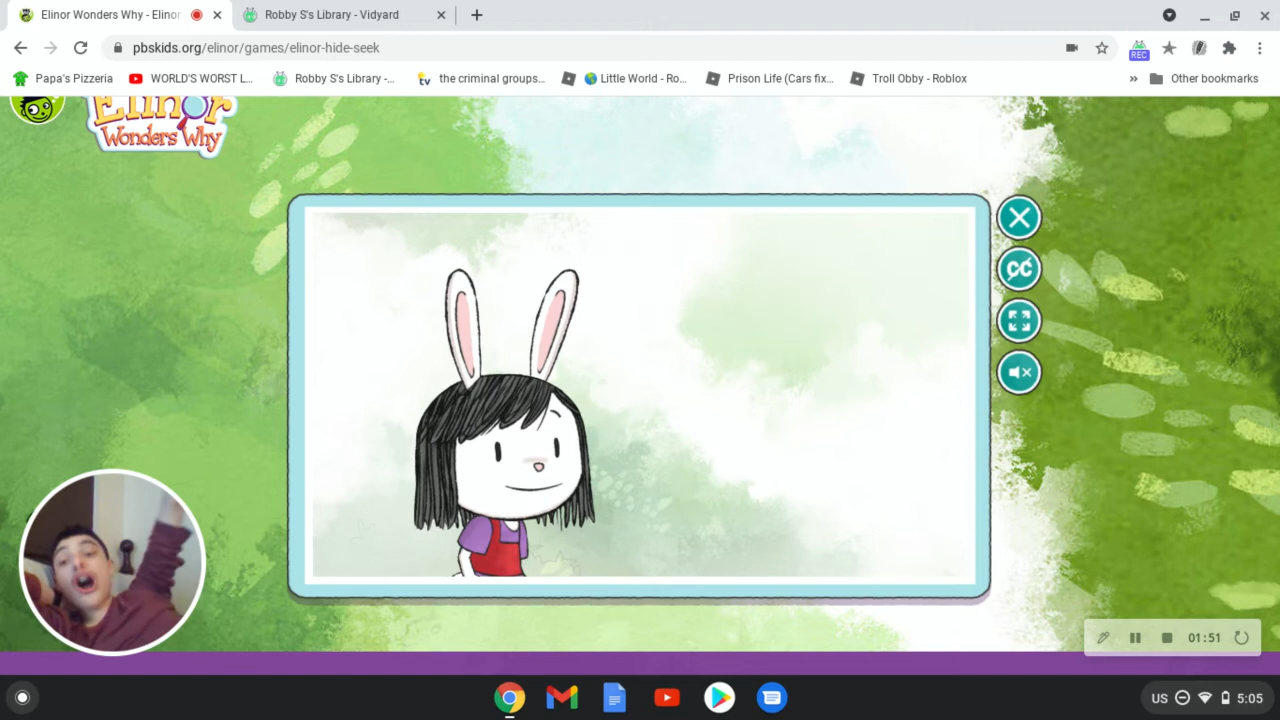 Elinor Wonders Why - Elinor
Robby S's Library - Vidyard
pbskids.org/elinor/games/elinor-hide-seek
REC
Papa's Pizzeria
WORLD'S WORST L...
Robby S's Library -...
tv
the criminal groups...
Little World - Ro...
Prison Life (Cars fix...
Troll Obby - Roblox
»
Other bookmarks
Elinor
Wonders Why
CC
01:51
US
5:05